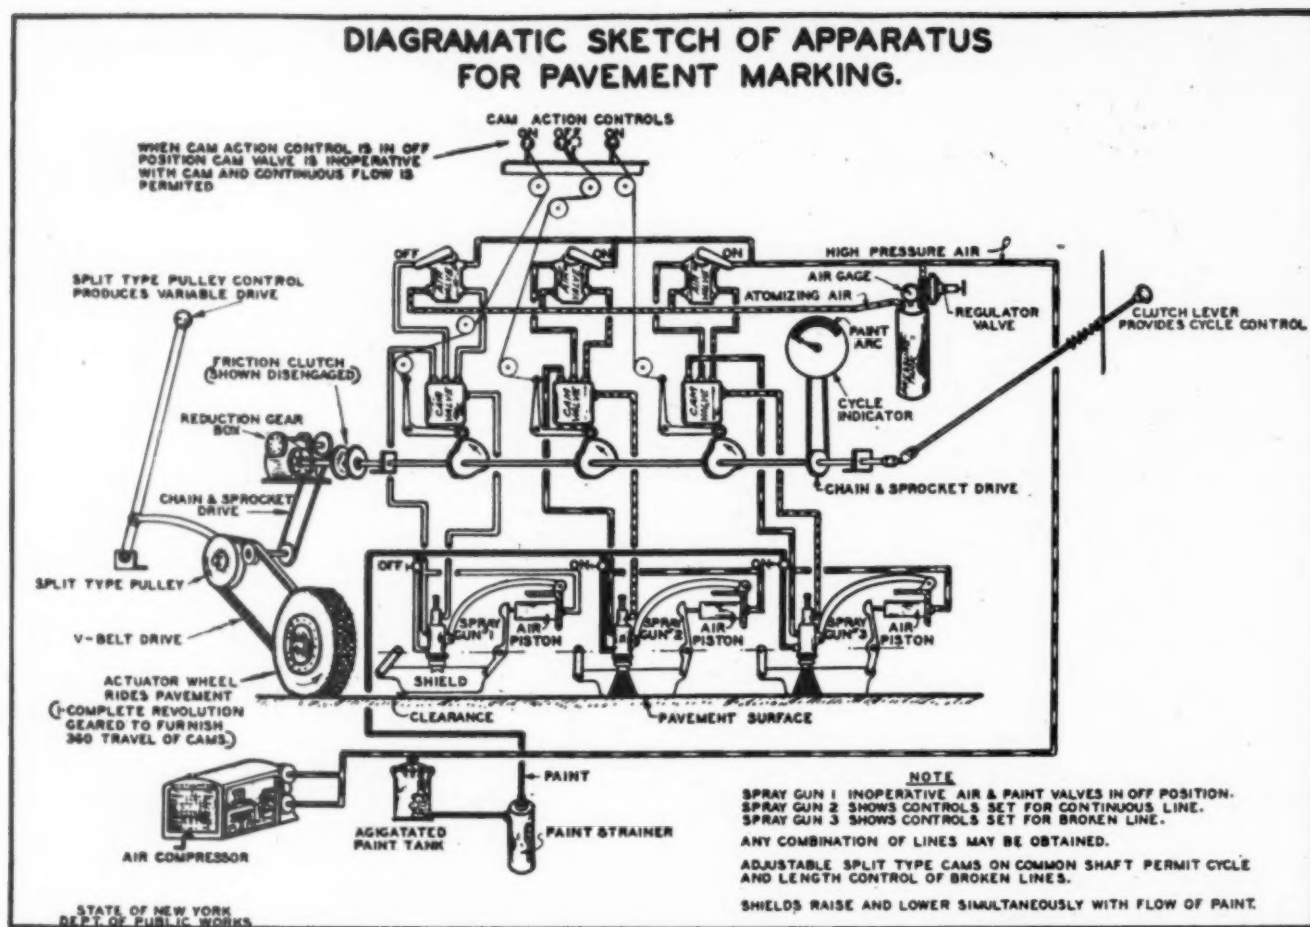 DIAGRAMATIC SKETCH OF APPARATUS
FOR PAVEMENT MARKING.
CAM ACTION CONTROLS
ON OFF ON
WHEN CAM ACTION CONTROL IS IN OFF
POSITION CAM VALVE IS INOPERATIVE
WITH CAM AND CONTINUOUS FLOW IS
PERMITED
OFF
ON
ON
AIR VALVE
AIR VALVE
AIR VALVE
HIGH PRESSURE AIR
AIR GAGE
ATOMIZING AIR
REGULATOR
VALVE
SPLIT TYPE PULLEY CONTROL
PRODUCES VARIABLE DRIVE
CLUTCH LEVER
PROVIDES CYCLE CONTROL
PAINT
ARC
FRICTION CLUTCH
(SHOWN DISENGAGED)
CAM VALVE
CAM VALVE
CAM VALVE
CYCLE
INDICATOR
REDUCTION GEAR
BOX
CHAIN & SPROCKET
DRIVE
CHAIN & SPROCKET DRIVE
SPLIT TYPE PULLEY
OFF
ON
ON
V-BELT DRIVE
SPRAY
GUN #1
AIR
PISTON
SPRAY
GUN #2
AIR
PISTON
SPRAY
GUN #3
AIR
PISTON
SHIELD
ACTUATOR WHEEL
RIDES PAVEMENT
(1-COMPLETE REVOLUTION
GEARED TO FURNISH
360 TRAVEL OF CAMS)
CLEARANCE
PAVEMENT SURFACE
PAINT
AIR COMPRESSOR
AGIGATATED
PAINT TANK
PAINT STRAINER
NOTE
SPRAY GUN 1 INOPERATIVE AIR & PAINT VALVES IN OFF POSITION.
SPRAY GUN 2 SHOWS CONTROLS SET FOR CONTINUOUS LINE.
SPRAY GUN 3 SHOWS CONTROLS SET FOR BROKEN LINE.
ANY COMBINATION OF LINES MAY BE OBTAINED.
ADJUSTABLE SPLIT TYPE CAMS ON COMMON SHAFT PERMIT CYCLE
AND LENGTH CONTROL OF BROKEN LINES.
SHIELDS RAISE AND LOWER SIMULTANEOUSLY WITH FLOW OF PAINT.
STATE OF NEW YORK
DEPT. OF PUBLIC WORKS